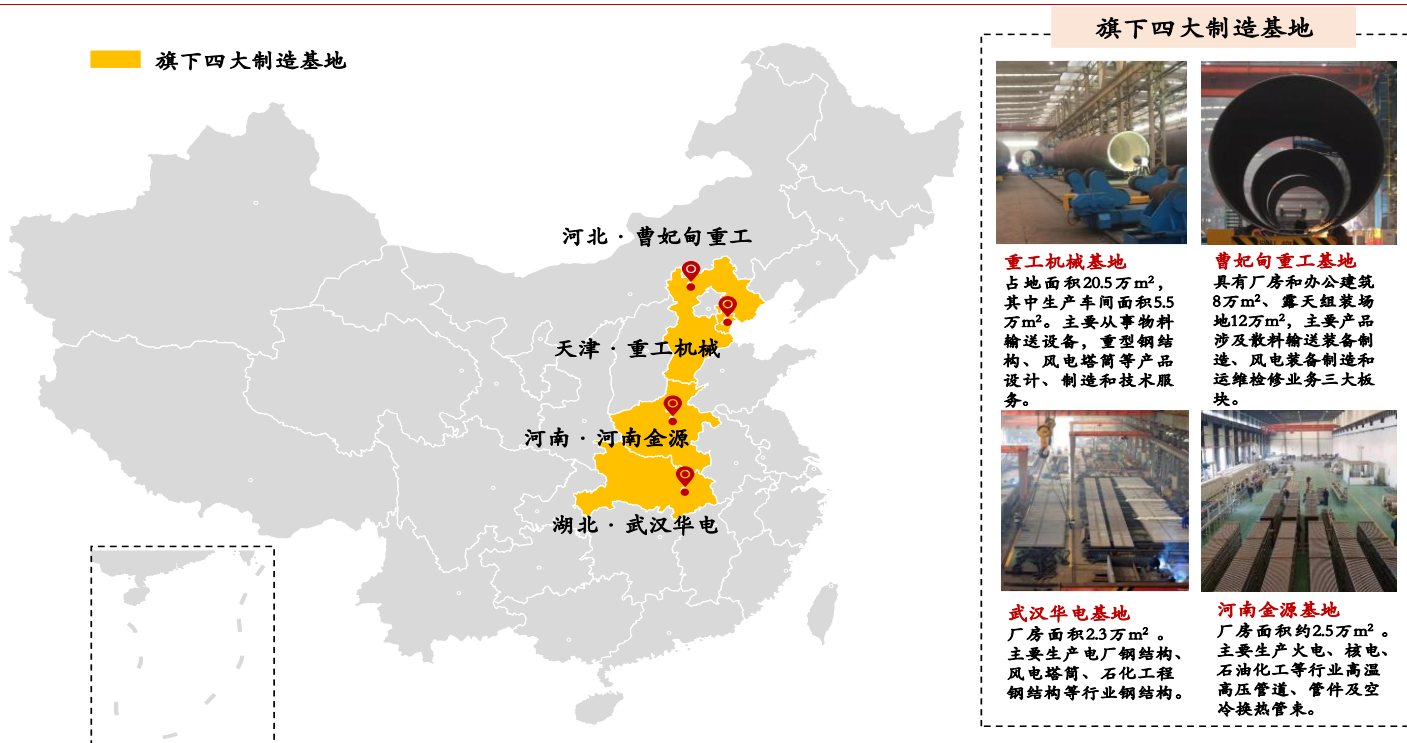 旗下四大制造基地
旗下四大制造基地
河北·曹妃甸重工
天津·重工机械
河南·河南金源
湖北·武汉华电
重工机械基地
占地面积20.5万m²，
其中生产车间面积5.5
万m²。主要从事物料
输送设备，重型钢结
构、风电塔筒等产品
设计、制造和技术服
务。
曹妃甸重工基地
具有厂房和办公建筑
8万m²、露天组装场
地12万m²，主要产品
涉及散料输送装备制
造、风电装备制造和
运维检修业务三大板
块。
武汉华电基地
厂房面积2.3万m² 。
主要生产电厂钢结构、
风电塔筒、石化工程
钢结构等行业钢结构。
河南金源基地
厂房面积约2.5万m² 。
主要生产火电、核电、
石油化工等行业高温
高压管道、管件及空
冷换热管束。